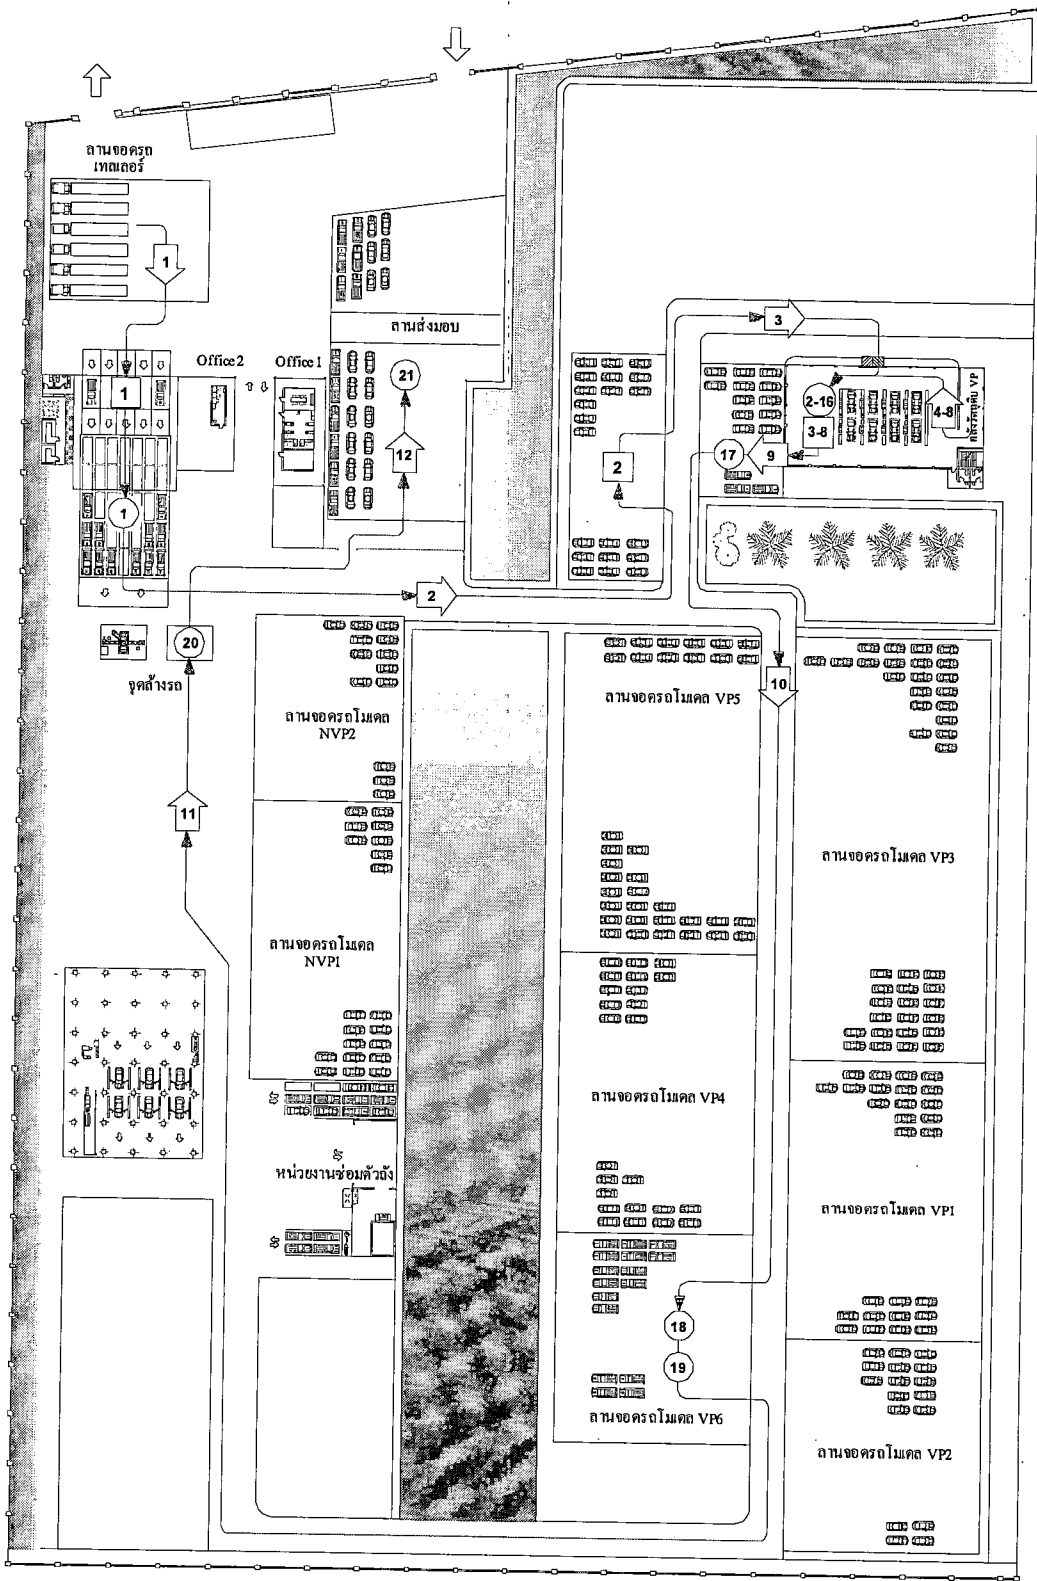 ลานจอดรถ
เทลเลอร์
1
ลานส่งมอบ
3
Office 2
Office 1
1
21
2-16
4-8
คลังวัตถุดิบ VP
3-8
12
2
17
9
1
2
20
จุดล้างรถ
10
ลานจอดรถโมเดล VP5
ลานจอดรถโมเดล
NVP2
11
ลานจอดรถโมเดล VP3
ลานจอดรถโมเดล
NVP1
ลานจอดรถโมเดล VP4
หน่วยงานซ่อมตัวถัง
ลานจอดรถโมเดล VP1
18
19
ลานจอดรถโมเดล VP6
ลานจอดรถโมเดล VP2